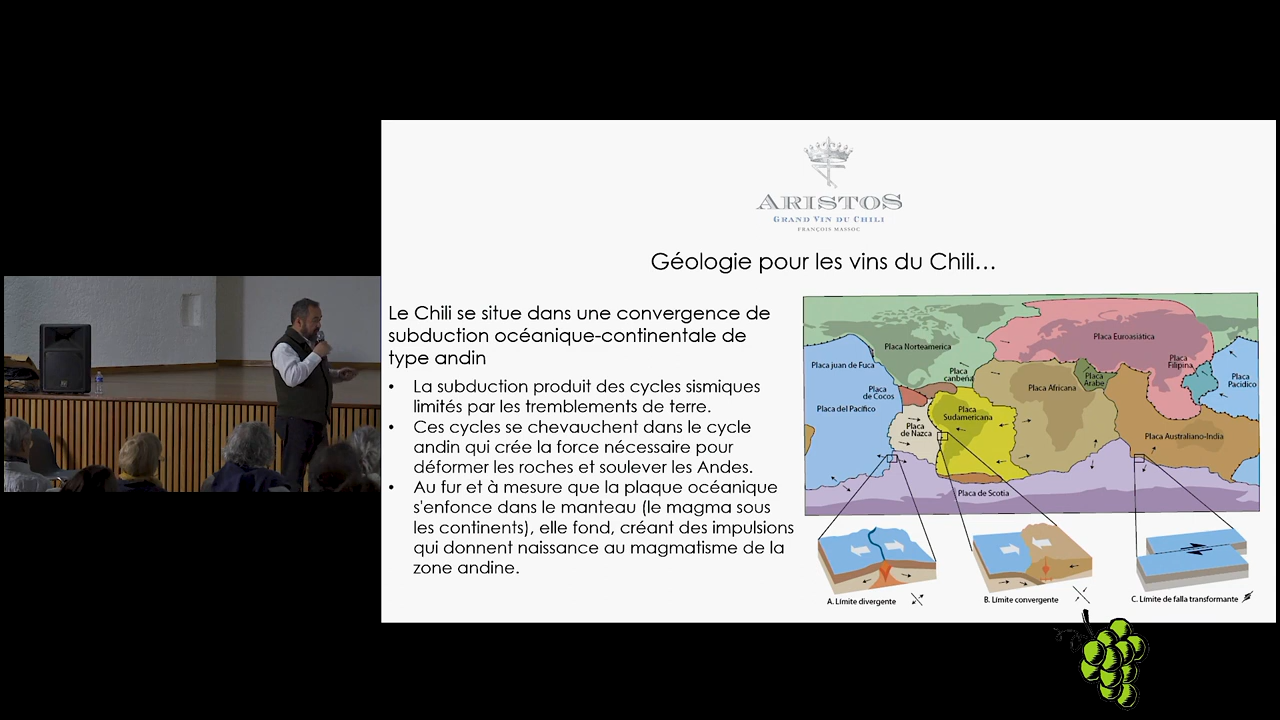 ARISTOS
GRAND VIN DU CHILI
FRANÇOIS MASSOC
Géologie pour les vins du Chili…
Le Chili se situe dans une convergence de
subduction océanique-continentale de
type andin
• La subduction produit des cycles sismiques
limités par les tremblements de terre.
• Ces cycles se chevauchent dans le cycle
andin qui crée la force nécessaire pour
déformer les roches et soulever les Andes.
• Au fur et à mesure que la plaque océanique
s'enfonce dans le manteau (le magma sous
les continents), elle fond, créant des impulsions
qui donnent naissance au magmatisme de la
zone andine.
Placa Norteamerica
Placa Euroasiática
Placa juan de Fuca
Placa
canbeña
Placa
de Cocos
Placa del Pacífico
Placa
de Nazca
Placa
Sudamericana
Placa Africana
Placa
Arabe
Placa
Filipina
Placa
Pacidico
Placa Australiano-India
Placa de Scotia
A. Límite divergente
B. Límite convergente
C. Límite de falla transformante